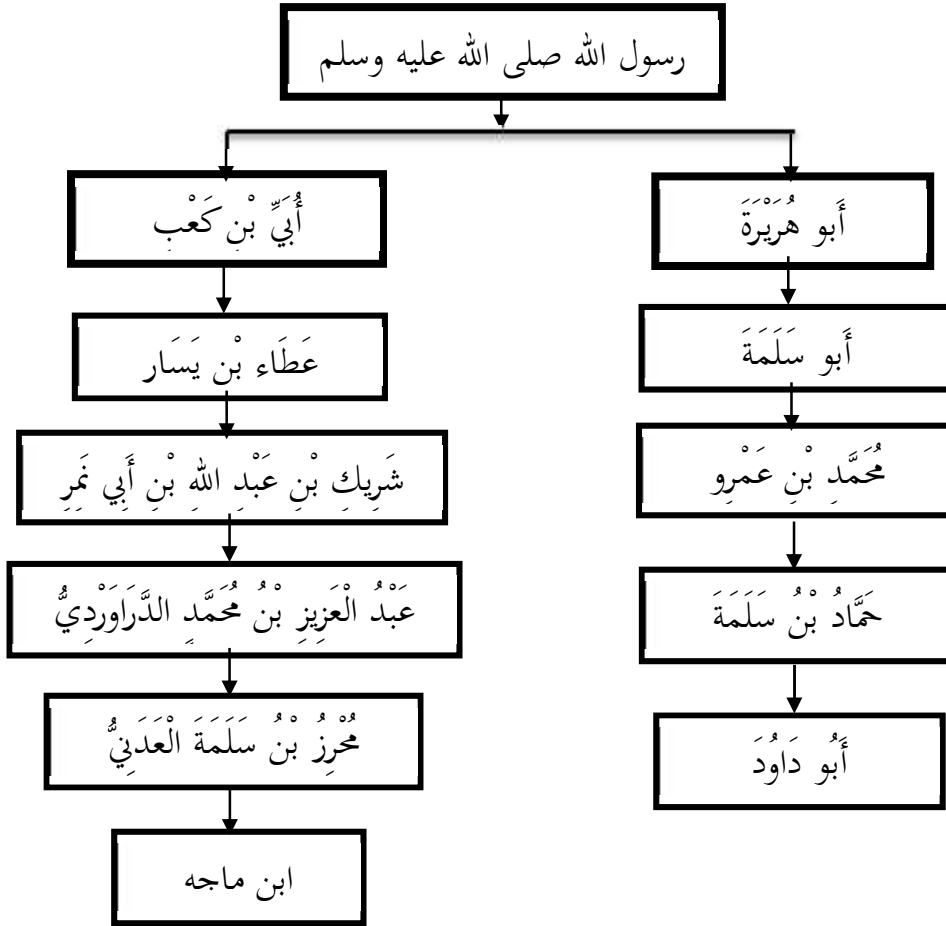 رسول الله صلى الله عليه وسلم
أَبو هُرَيْرَةَ
أُبَيِّ بْنِ كَعْبٍ
أَبو سَلَمَةَ
عَطَاء بْن يَسَار
مُحَمَّدِ بْنِ عَمْرِو
شَرِيكِ بْنِ عَبْدِ اللهِ بْنِ أَبِي نَمِرِ
حَمَّادُ بْنُ سَلَمَةَ
عَبْدُ الْعَزِيزِ بْنُ مُحَمَّدٍ الدَّرَاوَرْدِيُّ
أَبُو دَاوُدَ
مُحْرِزُ بْنُ سَلَمَةَ الْعَدَنِيُّ
ابن ماجه